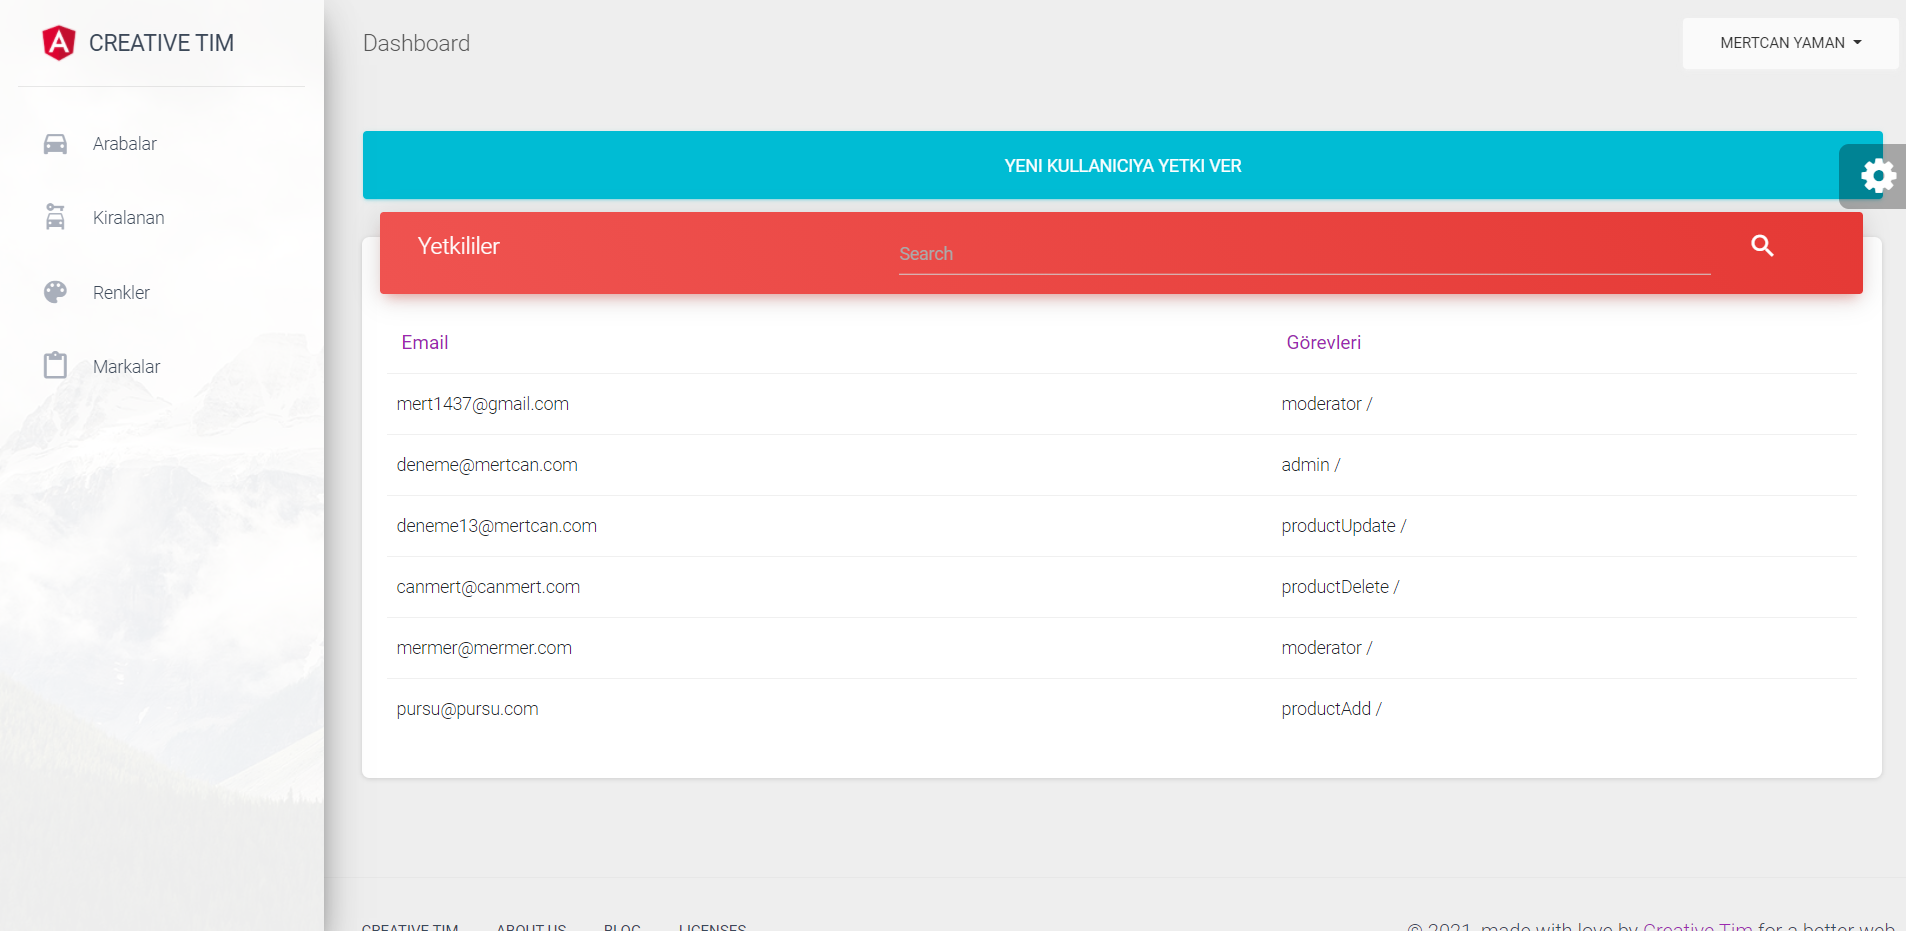 CREATIVE TIM
Dashboard
MERTCAN YAMAN
Arabalar
Kiralanan
Renkler
Markalar
YENI KULLANICIYA YETKI VER
Yetkililer
Search
Email Görevleri
mert1437@gmail.com moderator /
deneme@mertcan.com admin /
deneme13@mertcan.com productUpdate /
canmert@canmert.com productDelete /
mermer@mermer.com moderator /
pursu@pursu.com productAdd /
CREATIVE TIM ABOUT US BLOG LICENSES
© 2021, made with love by Creative Tim for a better web.